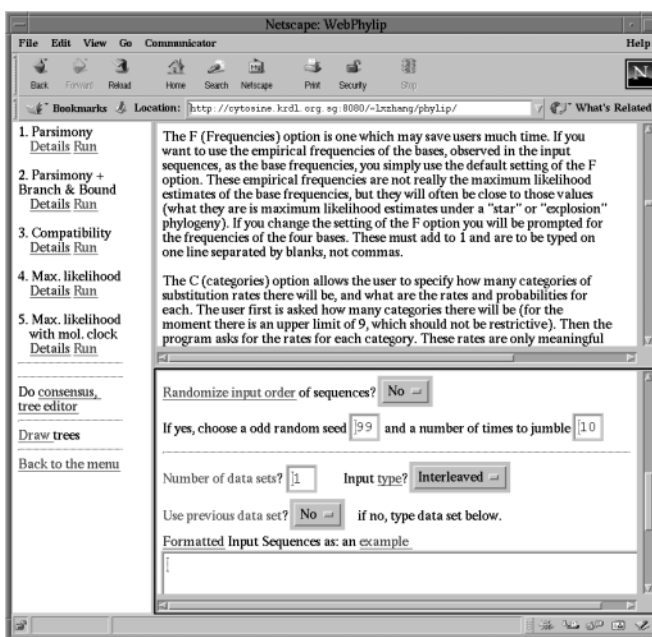 Netscape: WebPhylip
File Edit View Go Communicator Help
Back Forward Reload Home Search Netscape Print Security Stop
N
Bookmarks Location: http://cytosine.krdl.org.sg:8080/~lxzhang/phylip/ What's Related
1. Parsimony
Details Run
2. Parsimony +
Branch & Bound
Details Run
3. Compatibility
Details Run
4. Max. likelihood
Details Run
5. Max. likelihood
with mol. clock
Details Run
Do consensus,
tree editor
Draw trees
Back to the menu
The F (Frequencies) option is one which may save users much time. If you
want to use the empirical frequencies of the bases, observed in the input
sequences, as the base frequencies, you simply use the default setting of the F
option. These empirical frequencies are not really the maximum likelihood
estimates of the base frequencies, but they will often be close to those values
(what they are is maximum likelihood estimates under a "star" or "explosion"
phylogeny). If you change the setting of the F option you will be prompted for
the frequencies of the four bases. These must add to 1 and are to be typed on
one line separated by blanks, not commas.
The C (categories) option allows the user to specify how many categories of
substitution rates there will be, and what are the rates and probabilities for
each. The user first is asked how many categories there will be (for the
moment there is an upper limit of 9, which should not be restrictive). Then the
program asks for the rates for each category. These rates are only meaningful
Randomize input order of sequences? No
If yes, choose a odd random seed 99 and a number of times to jumble 10
Number of data sets? 1 Input type? Interleaved
Use previous data set? No if no, type data set below.
Formatted Input Sequences as: an example